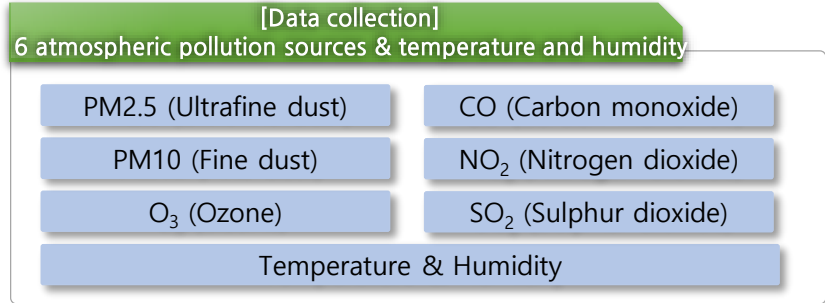 [Data collection]
6 atmospheric pollution sources & temperature and humidity
PM2.5 (Ultrafine dust)
CO (Carbon monoxide)
PM10 (Fine dust)
NO₂ (Nitrogen dioxide)
O₃ (Ozone)
SO₂ (Sulphur dioxide)
Temperature & Humidity